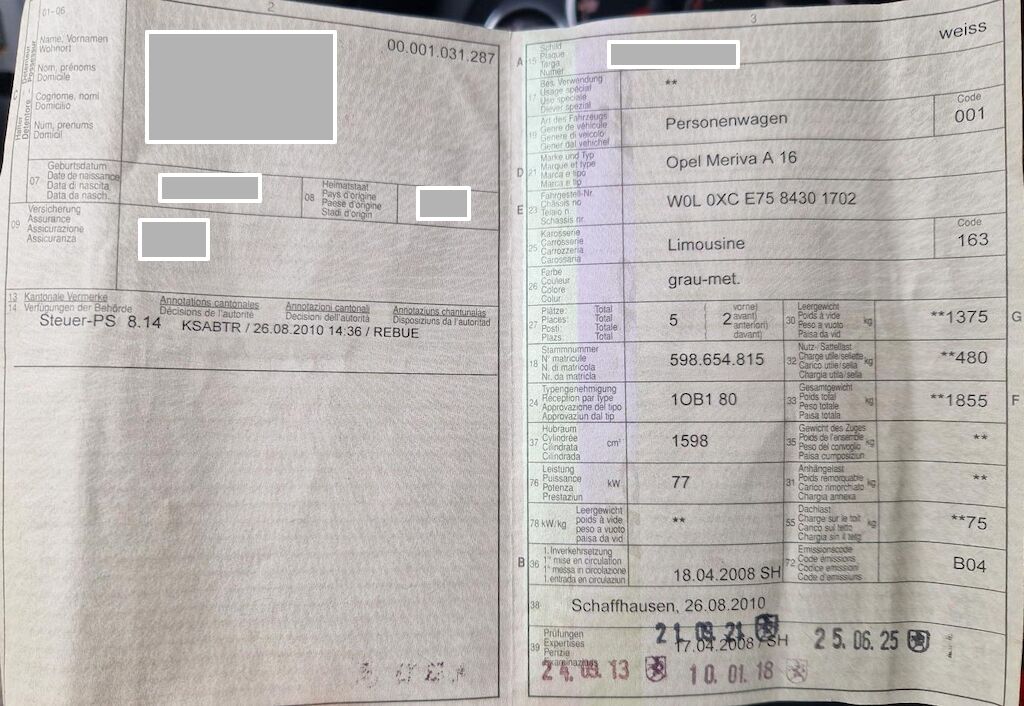 2
01-06
Name, Vornamen
Wohnort
Nom, prénoms
Domicile
Cognome, nomi
Domicilio
Num, prenums
Domicil
00.001.031.287
07
Geburtsdatum
Date de naissance
Data di nascita
Data da nasch.
08
Heimatstaat
Pays d'origine
Paese d'origine
Stadi d'origin
09
Versicherung
Assurance
Assicurazione
Assicuranza
13 Kantonale Vermerke Annotations cantonales Annotazioni cantonali Annotaziuns chantunalas
14 Verfügungen der Behörde Décisions de l'autorité Decisioni dell'autorità Disposiziuns da l'autoritad
Steuer-PS 8.14 KSABTR / 26.08.2010 14:36 / REBUE
3
A 15
Schild
Plaque
Targa
Numer
weiss
17
Bes. Verwendung
Usage spécial
Uso speciale
Diever spezial
**
19
Art des Fahrzeugs
Genre de véhicule
Genere di veicolo
Gener dal vehichel
Personenwagen
Code
001
D 21
Marke und Typ
Marque et type
Marca e tipo
Marca e tip
Opel Meriva A 16
E 23
Fahrgestell-Nr.
Châssis no
Telaio n.
Schassis nr.
W0L 0XC E75 8430 1702
25
Karosserie
Carrosserie
Carrozzeria
Carossaria
Limousine
Code
163
26
Farbe
Couleur
Colore
Colur
grau-met.
27
Plätze: Total
Places: Total
Posti: Totale
Plazs: Total
5
2
vorne)
avant)
anteriori)
davant)
30
Leergewicht
Poids à vide
Peso a vuoto
Paisa da vid
kg
**1375
G
18
Stammnummer
N° matricule
N. di matricola
Nr. da matricla
598.654.815
32
Nutz- Sattellast
Charge utile/sellette
Carico utile/sella
Chargia utila/sella
kg
**480
24
Typengenehmigung
Réception par type
Approvazione del tipo
Approvaziun dal tip
1OB1 80
33
Gesamtgewicht
Poids total
Peso totale
Paisa totala
kg
**1855
F
37
Hubraum
Cylindrée
Cilindrata
Cilindrada
cm³
1598
35
Gewicht des Zuges
Poids de l'ensemble
Peso del convoglio
Paisa cumposiziun
kg
**
76
Leistung
Puissance
Potenza
Prestaziun
kW
77
31
Anhängelast
Poids remorquable
Carico rimorchiato
Chargia annexa
kg
**
78 kW/kg
Leergewicht
poids à vide
peso a vuoto
paisa da vid
**
55
Dachlast
Charge sur le toit
Carico sul tetto
Chargia sin il tetg
kg
**75
B 36
1. Inverkehrsetzung
1re mise en circulation
1a messa in circolazione
1. entrada en circulaziun
18.04.2008 SH
72
Emissionscode
Code émissions
Codice emissioni
Code d'emissiuns
B04
38
Schaffhausen, 26.08.2010
39
Prüfungen
Expertises
Perizie
Examinaziuns
21. 09. 21
17.04.2008 / SH
25. 06. 25
24. 09. 13
10. 01. 18